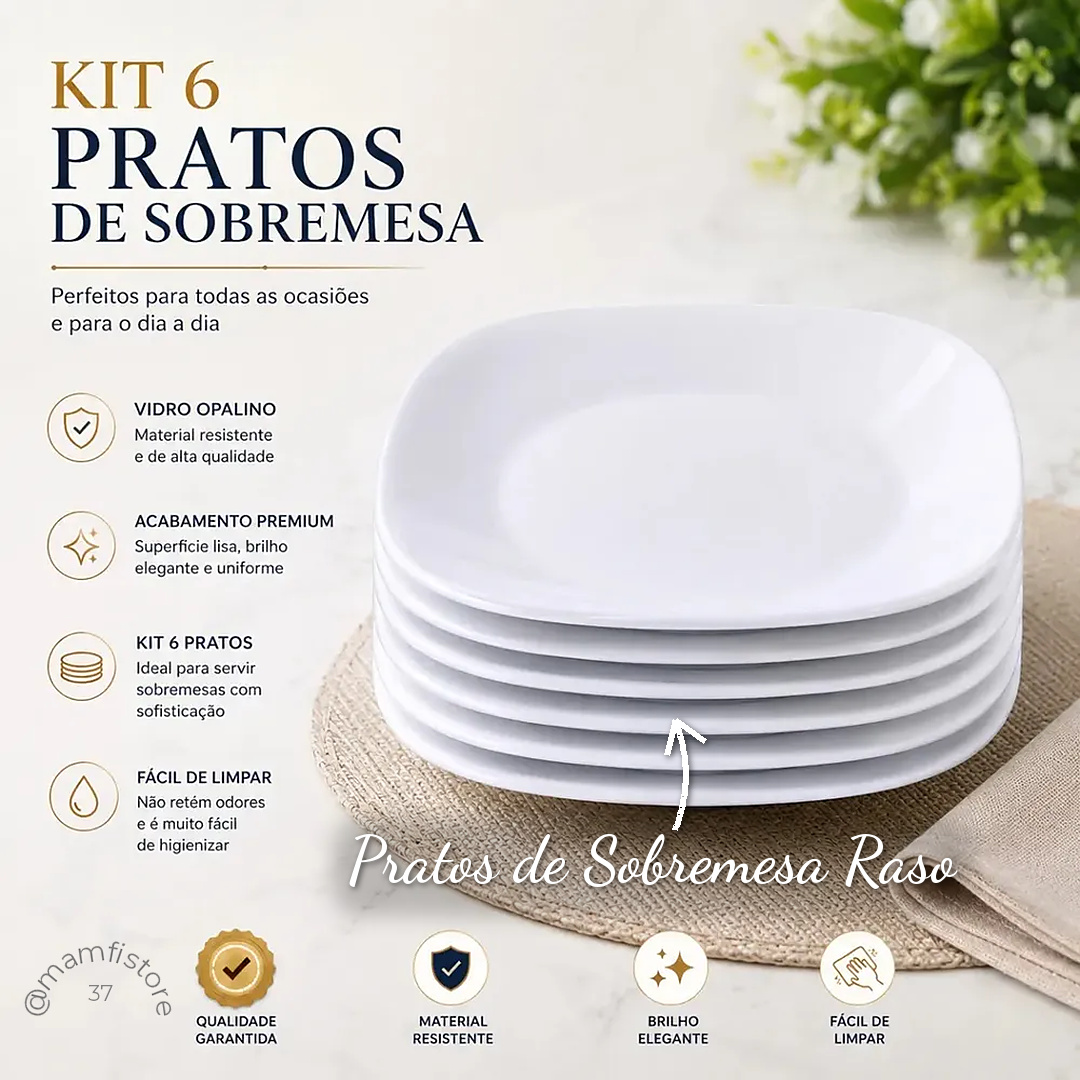 KIT 6
PRATOS
DE SOBREMESA
Perfeitos para todas as ocasiões
e para o dia a dia
VIDRO OPALINO
Material resistente
e de alta qualidade
ACABAMENTO PREMIUM
Superfície lisa, brilho
elegante e uniforme
KIT 6 PRATOS
Ideal para servir
sobremesas com
sofisticação
FÁCIL DE LIMPAR
Não retém odores
e é muito fácil
de higienizar
Pratos de Sobremesa Raso
@mamfistore
37
QUALIDADE
GARANTIDA
MATERIAL
RESISTENTE
BRILHO
ELEGANTE
FÁCIL DE
LIMPAR